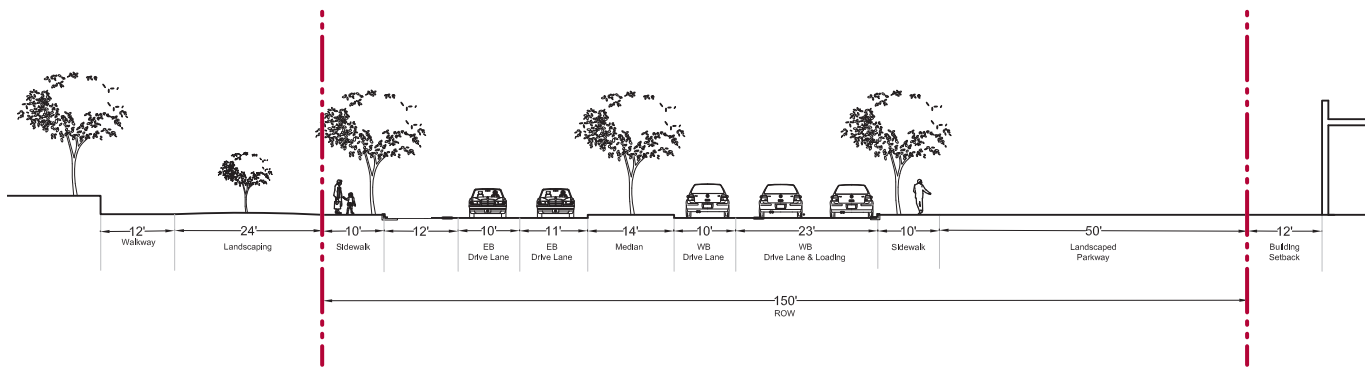 12'
Walkway
24'
Landscaping
10'
Sidewalk
12'
10'
EB
Drive Lane
11'
EB
Drive Lane
14'
Median
10'
WB
Drive Lane
23'
WB
Drive Lane & Loading
10'
Sidewalk
50'
Landscaped
Parkway
12'
Building
Setback
150'
ROW